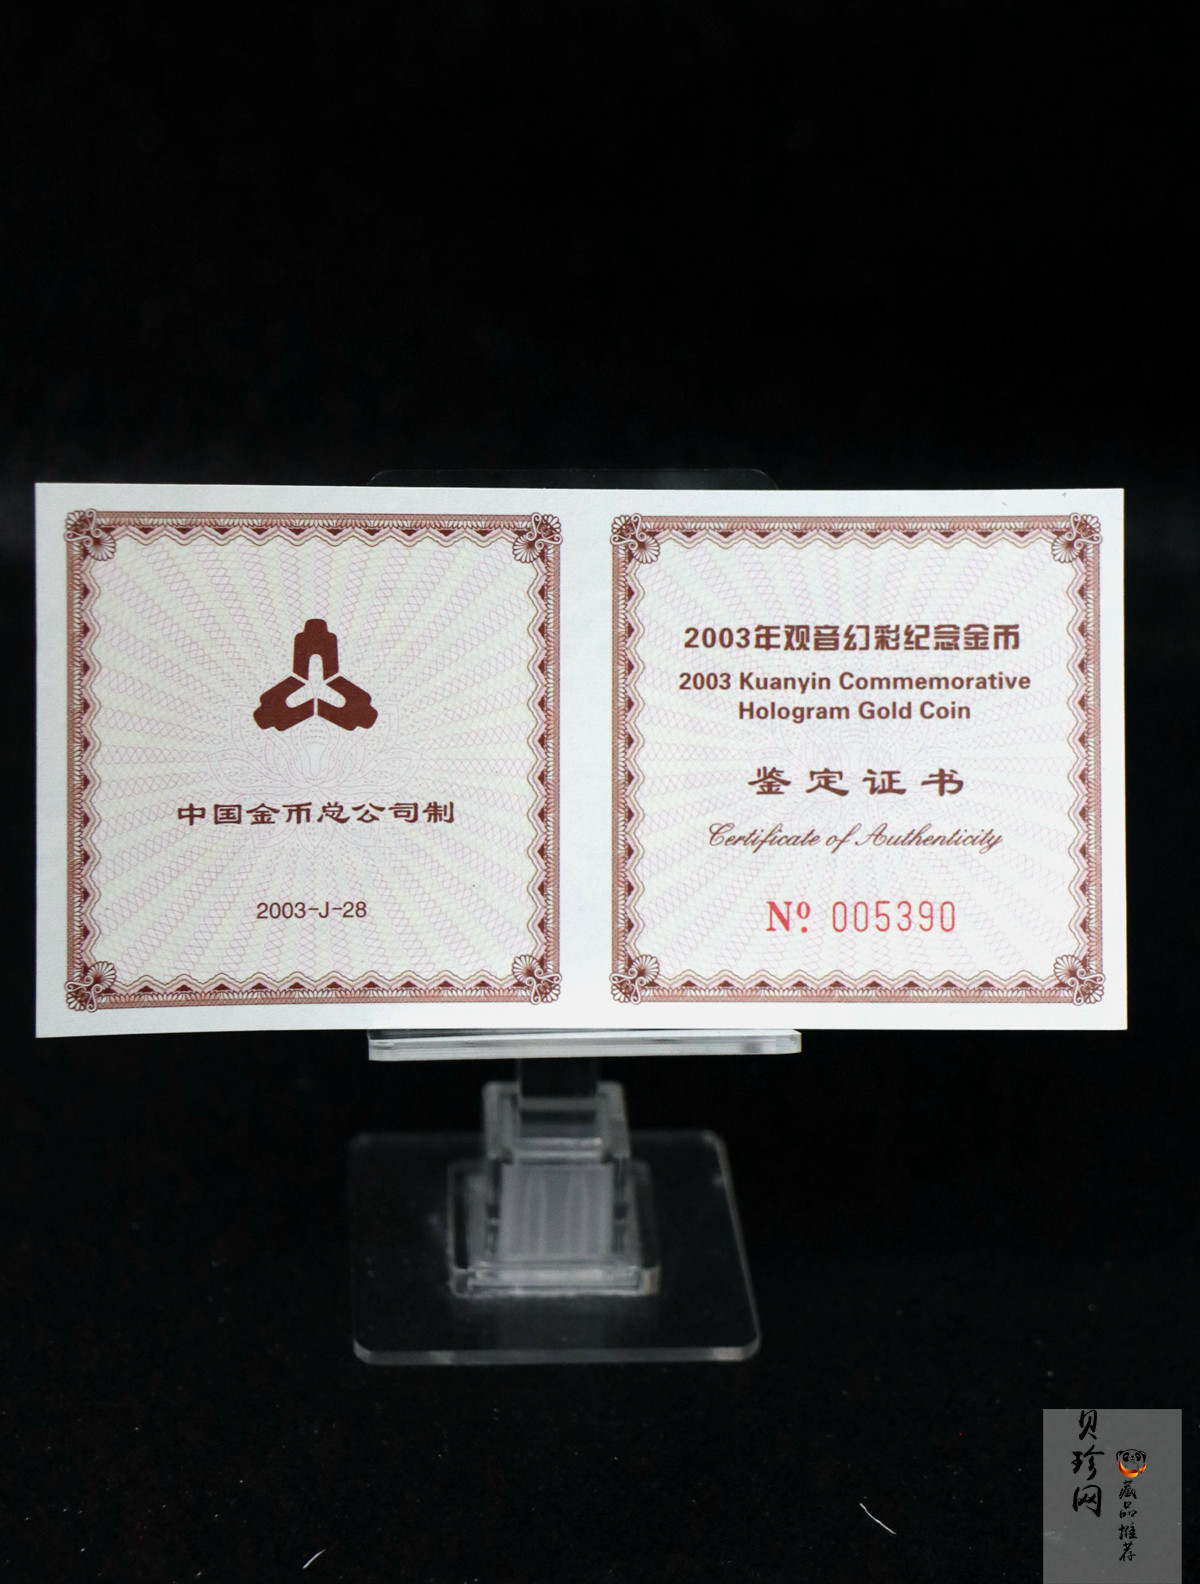 中国金币总公司制
2003-J-28
2003年观音幻彩纪念金币
2003 Kuanyin Commemorative
Hologram Gold Coin
鉴定证书
Certificate of Authenticity
Nº 005390
贝珍网
藏品推荐